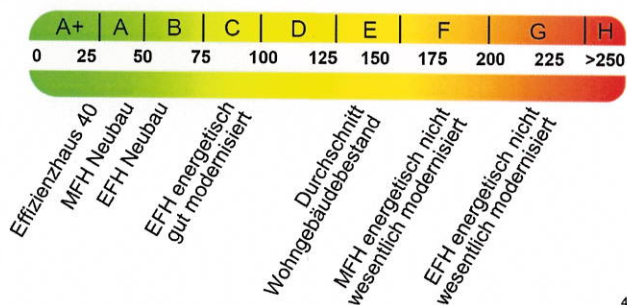 A+ A B C D E F G H
0 25 50 75 100 125 150 175 200 225 >250
Effizienzhaus 40
MFH Neubau
EFH Neubau
EFH energetisch
gut modernisiert
Durchschnitt
Wohngebäudebestand
MFH energetisch nicht
wesentlich modernisiert
EFH energetisch nicht
wesentlich modernisiert